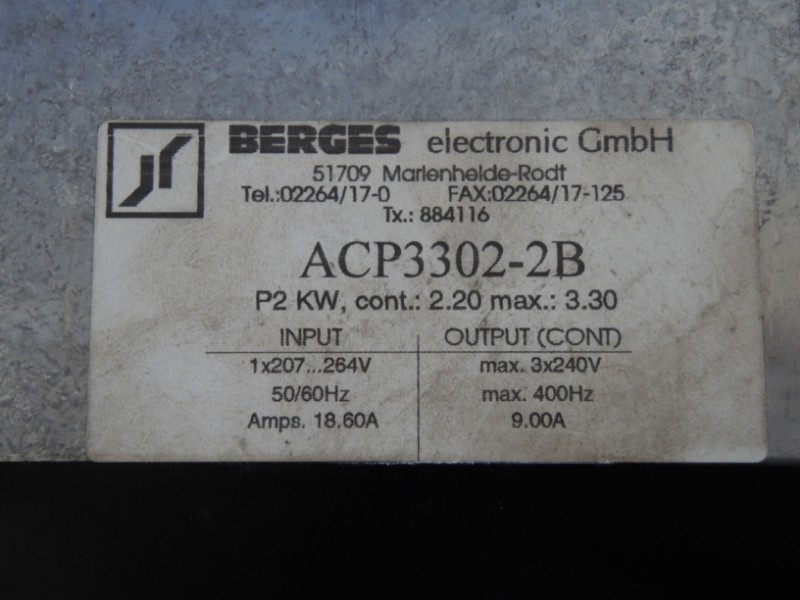 BERGES electronic GmbH
51709 Marienheide-Rodt
Tel.:02264/17-0 FAX:02264/17-125
Tx.: 884116
ACP3302-2B
P2 KW, cont.: 2.20 max.: 3.30
INPUT OUTPUT (CONT)
1x207...264V max. 3x240V
50/60Hz max. 400Hz
Amps. 18.60A 9.00A